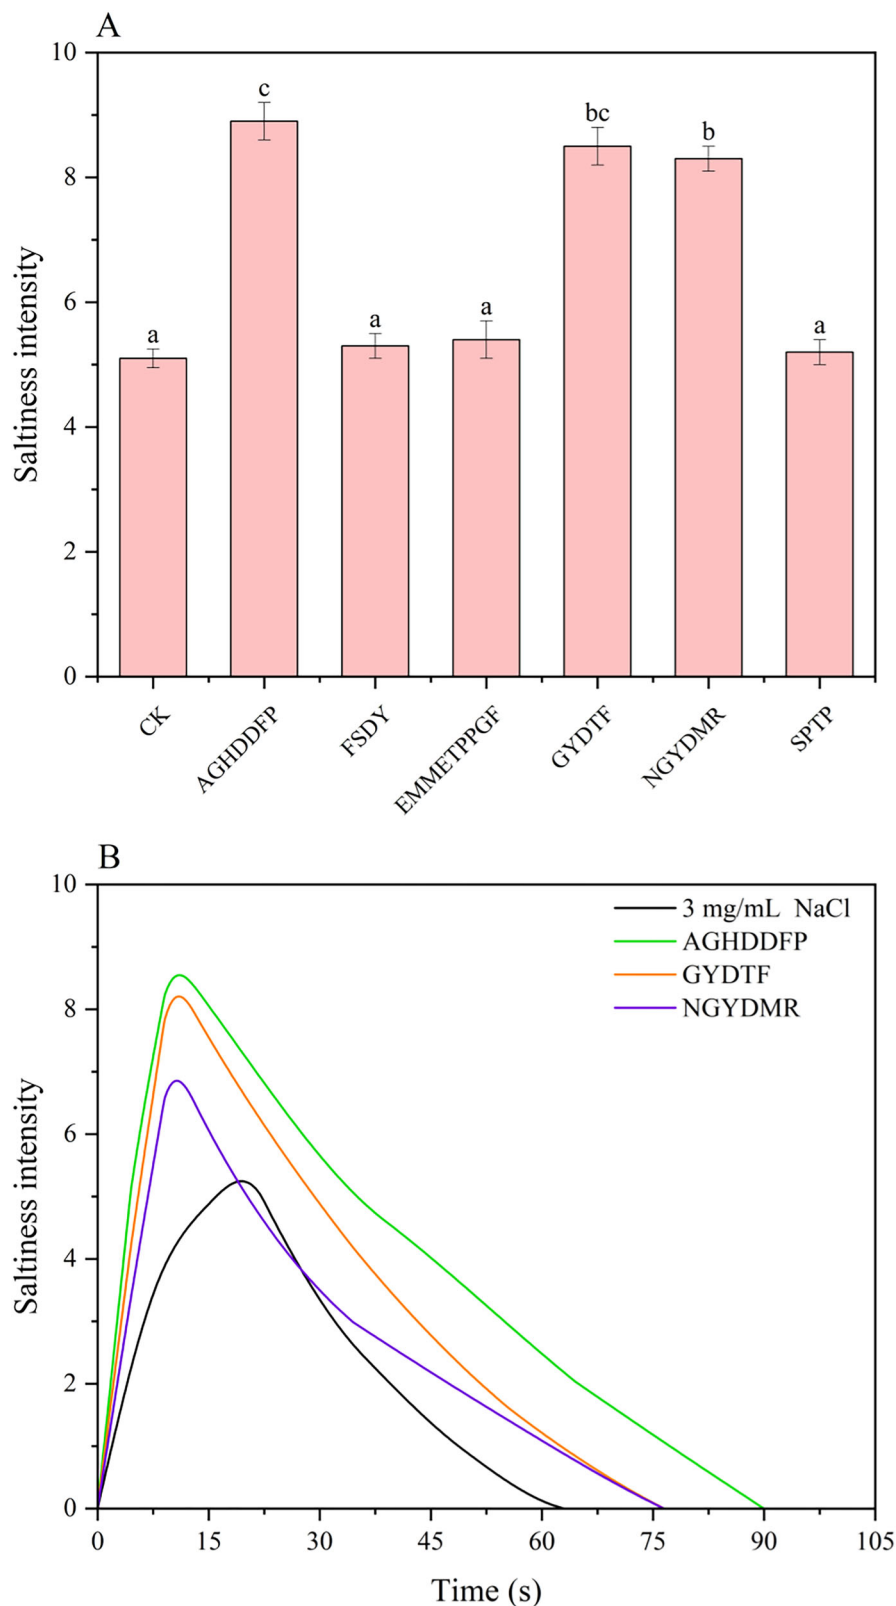 A
10
8
6
4
2
0
Saltiness intensity
a
c
a
a
bc
b
a
CK
AGHDDFP
FSDY
EMMETPPGF
GYDTF
NGYDMR
SPTP
B
10
8
6
4
2
0
Saltiness intensity
3 mg/mL NaCl
AGHDDFP
GYDTF
NGYDMR
0 15 30 45 60 75 90 105
Time (s)